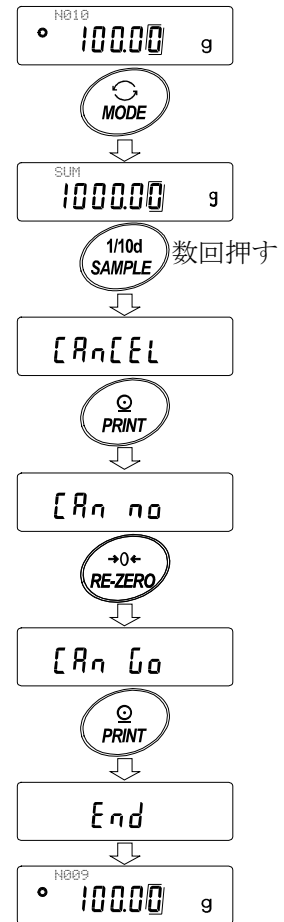 N010
100.00 g
MODE
SUM
1000.00 g
1/10d
SAMPLE 数回押す
CAnCEL
PRINT
CAn no
→0←
RE-ZERO
CAn Go
PRINT
End
N009
100.00 g